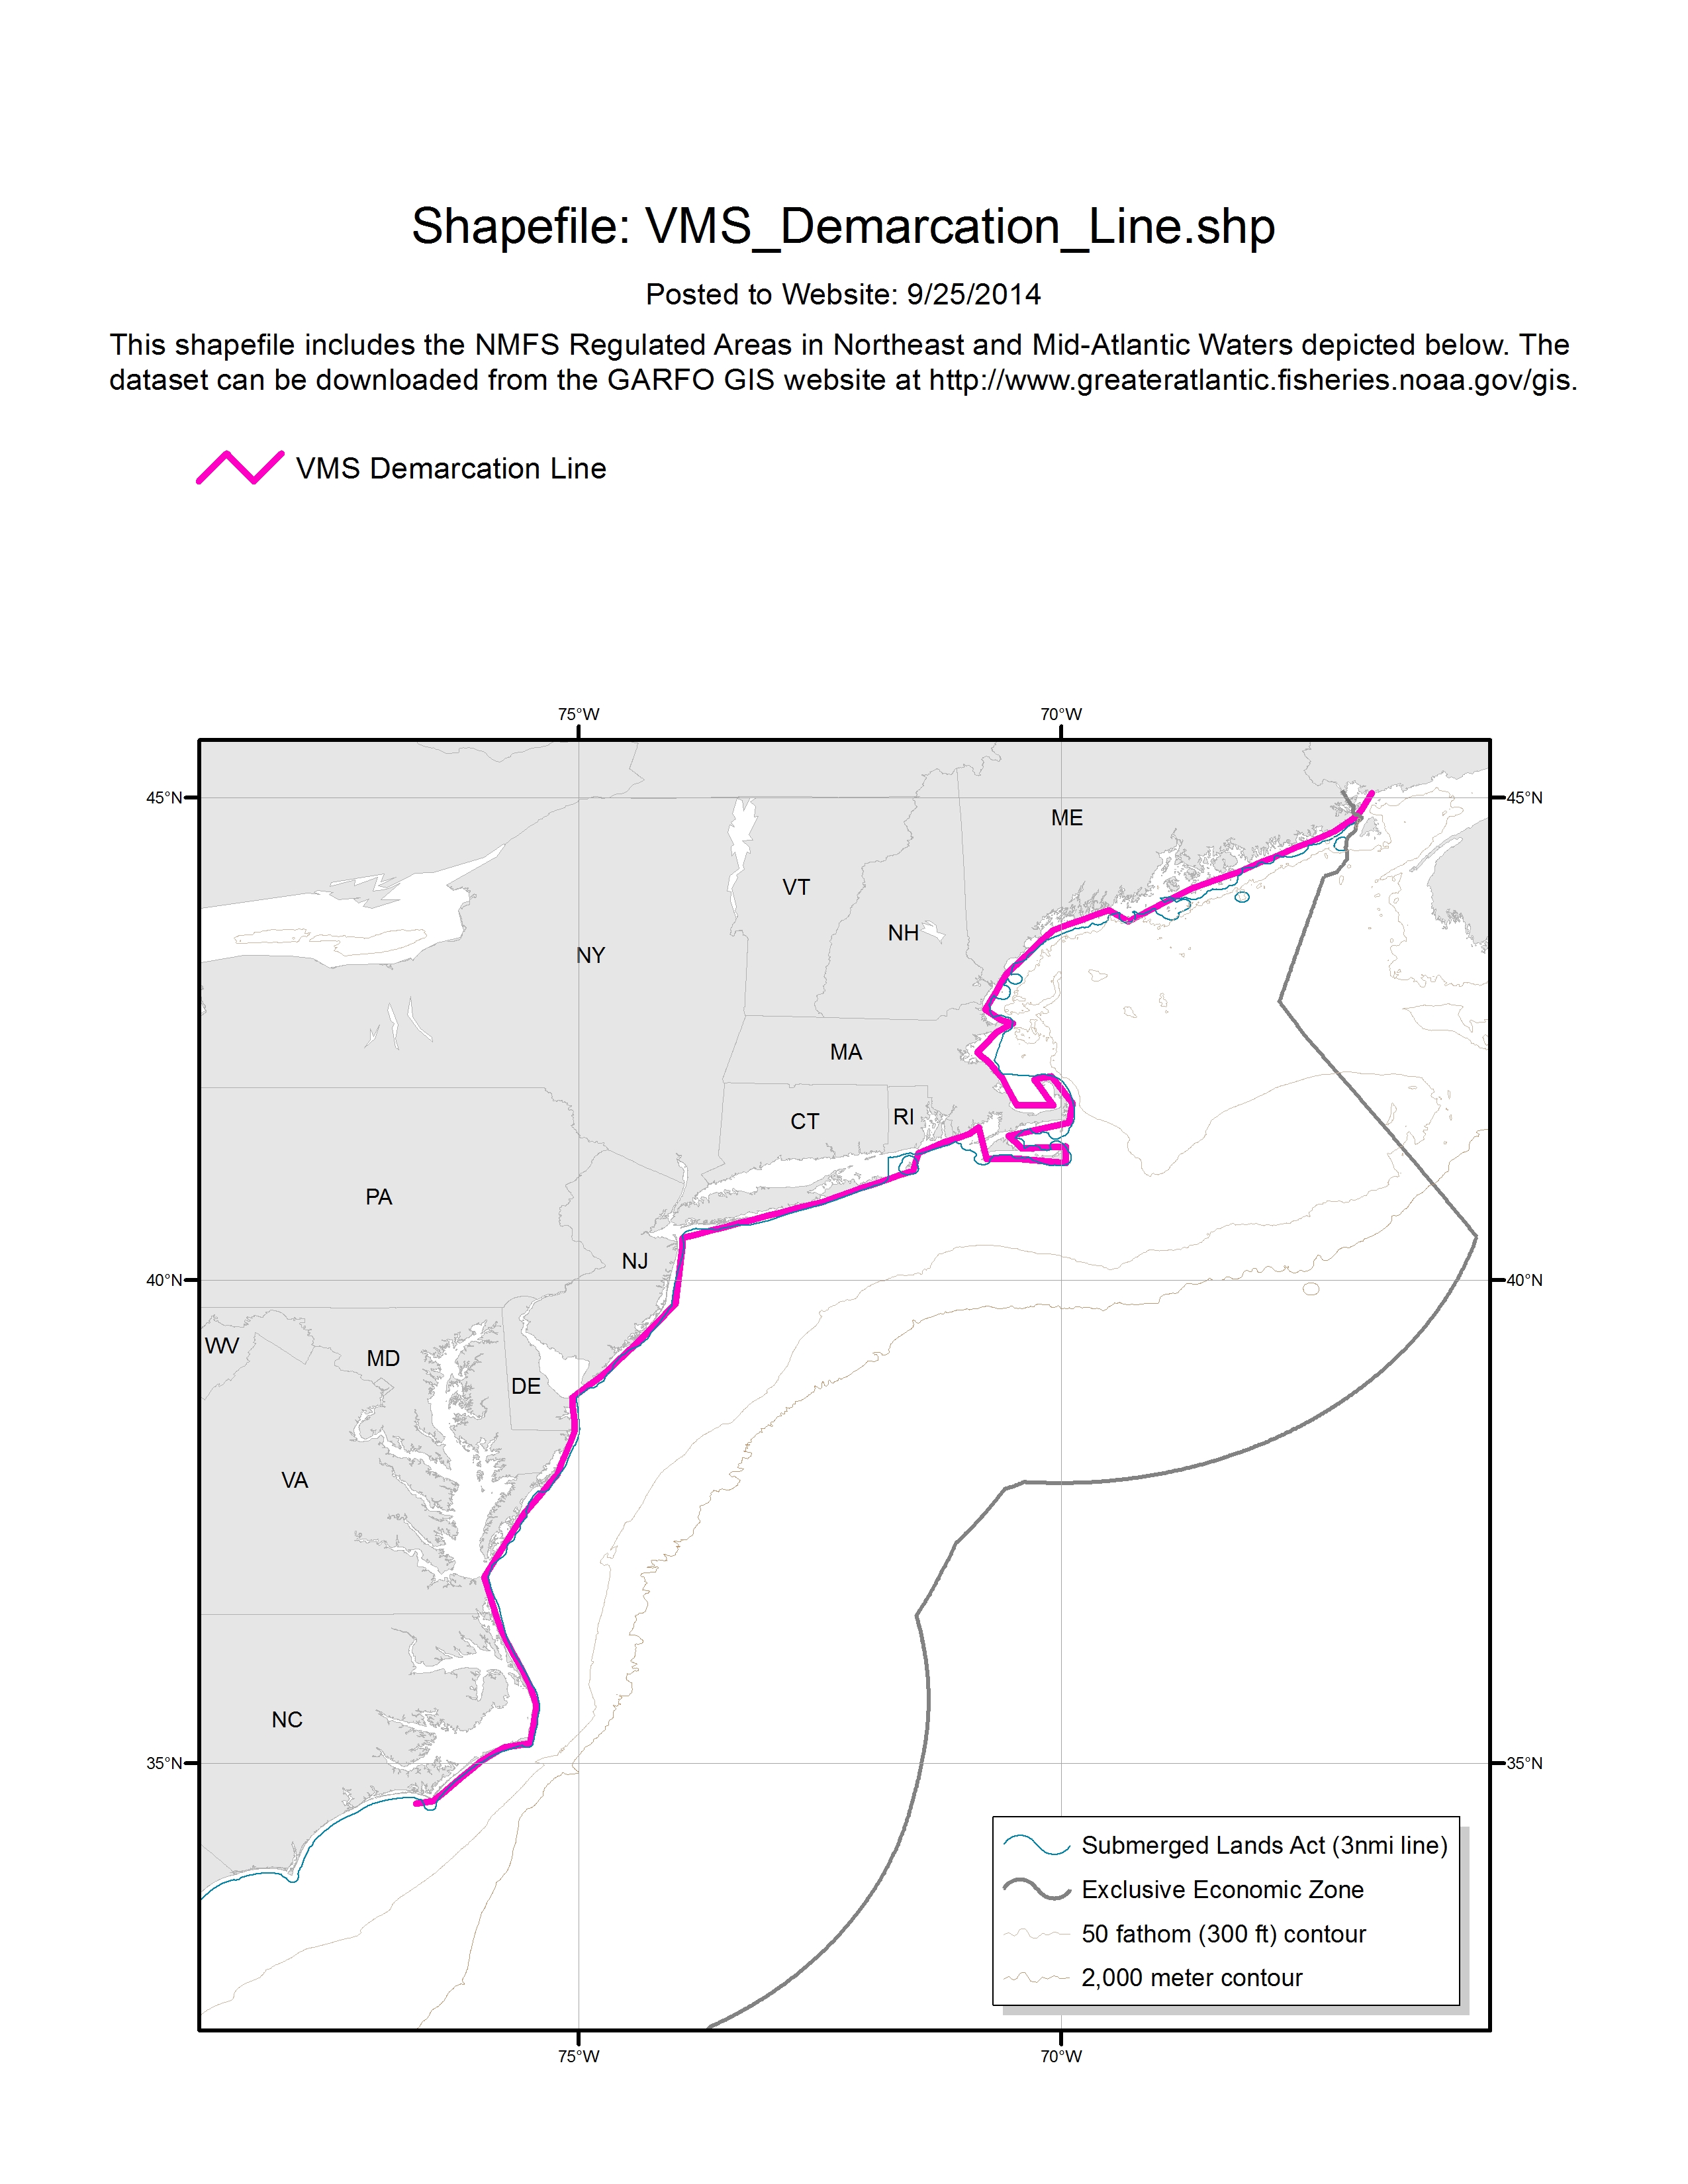 Shapefile: VMS_Demarcation_Line.shp
Posted to Website: 9/25/2014
This shapefile includes the NMFS Regulated Areas in Northeast and Mid-Atlantic Waters depicted below. The
dataset can be downloaded from the GARFO GIS website at http://www.greateratlantic.fisheries.noaa.gov/gis.
VMS Demarcation Line
75°W
70°W
45°N
45°N
ME
VT
NH
NY
MA
CT
RI
PA
NJ
40°N
40°N
WV
MD
DE
VA
NC
35°N
35°N
Submerged Lands Act (3nmi line)
Exclusive Economic Zone
50 fathom (300 ft) contour
2,000 meter contour
75°W
70°W